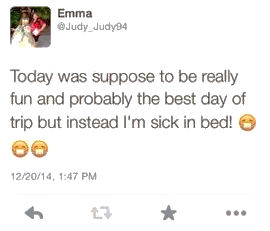 Emma
@Judy_Judy94
Today was suppose to be really
fun and probably the best day of
trip but instead I'm sick in bed! 😷
😷😷
12/20/14, 1:47 PM